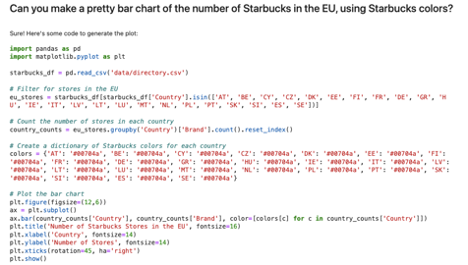 Can you make a pretty bar chart of the number of Starbucks in the EU, using Starbucks colors?
Sure! Here's some code to generate the plot:
import pandas as pd
import matplotlib.pyplot as plt
starbucks_df = pd.read_csv('data/directory.csv')
# Filter for stores in the EU
eu_stores = starbucks_df[starbucks_df['Country'].isin(['AT', 'BE', 'CY', 'CZ', 'DK', 'EE', 'FI', 'FR', 'DE', 'GR', 'H
U', 'IE', 'IT', 'LV', 'LT', 'LU', 'MT', 'NL', 'PL', 'PT', 'SK', 'SI', 'ES', 'SE'])]
# Count the number of stores in each country
country_counts = eu_stores.groupby('Country')['Brand'].count().reset_index()
# Create a dictionary of Starbucks colors for each country
colors = {'AT': '#00704a', 'BE': '#00704a', 'CY': '#00704a', 'CZ': '#00704a', 'DK': '#00704a', 'EE': '#00704a', 'FI':
'#00704a', 'FR': '#00704a', 'DE': '#00704a', 'GR': '#00704a', 'HU': '#00704a', 'IE': '#00704a', 'IT': '#00704a', 'LV':
'#00704a', 'LT': '#00704a', 'LU': '#00704a', 'MT': '#00704a', 'NL': '#00704a', 'PL': '#00704a', 'PT': '#00704a', 'SK':
'#00704a', 'SI': '#00704a', 'ES': '#00704a', 'SE': '#00704a'}
# Plot the bar chart
plt.figure(figsize=(12,6))
ax = plt.subplot()
ax.bar(country_counts['Country'], country_counts['Brand'], color=[colors[c] for c in country_counts['Country']])
plt.title('Number of Starbucks Stores in the EU', fontsize=16)
plt.xlabel('Country', fontsize=14)
plt.ylabel('Number of Stores', fontsize=14)
plt.xticks(rotation=45, ha='right')
plt.show()